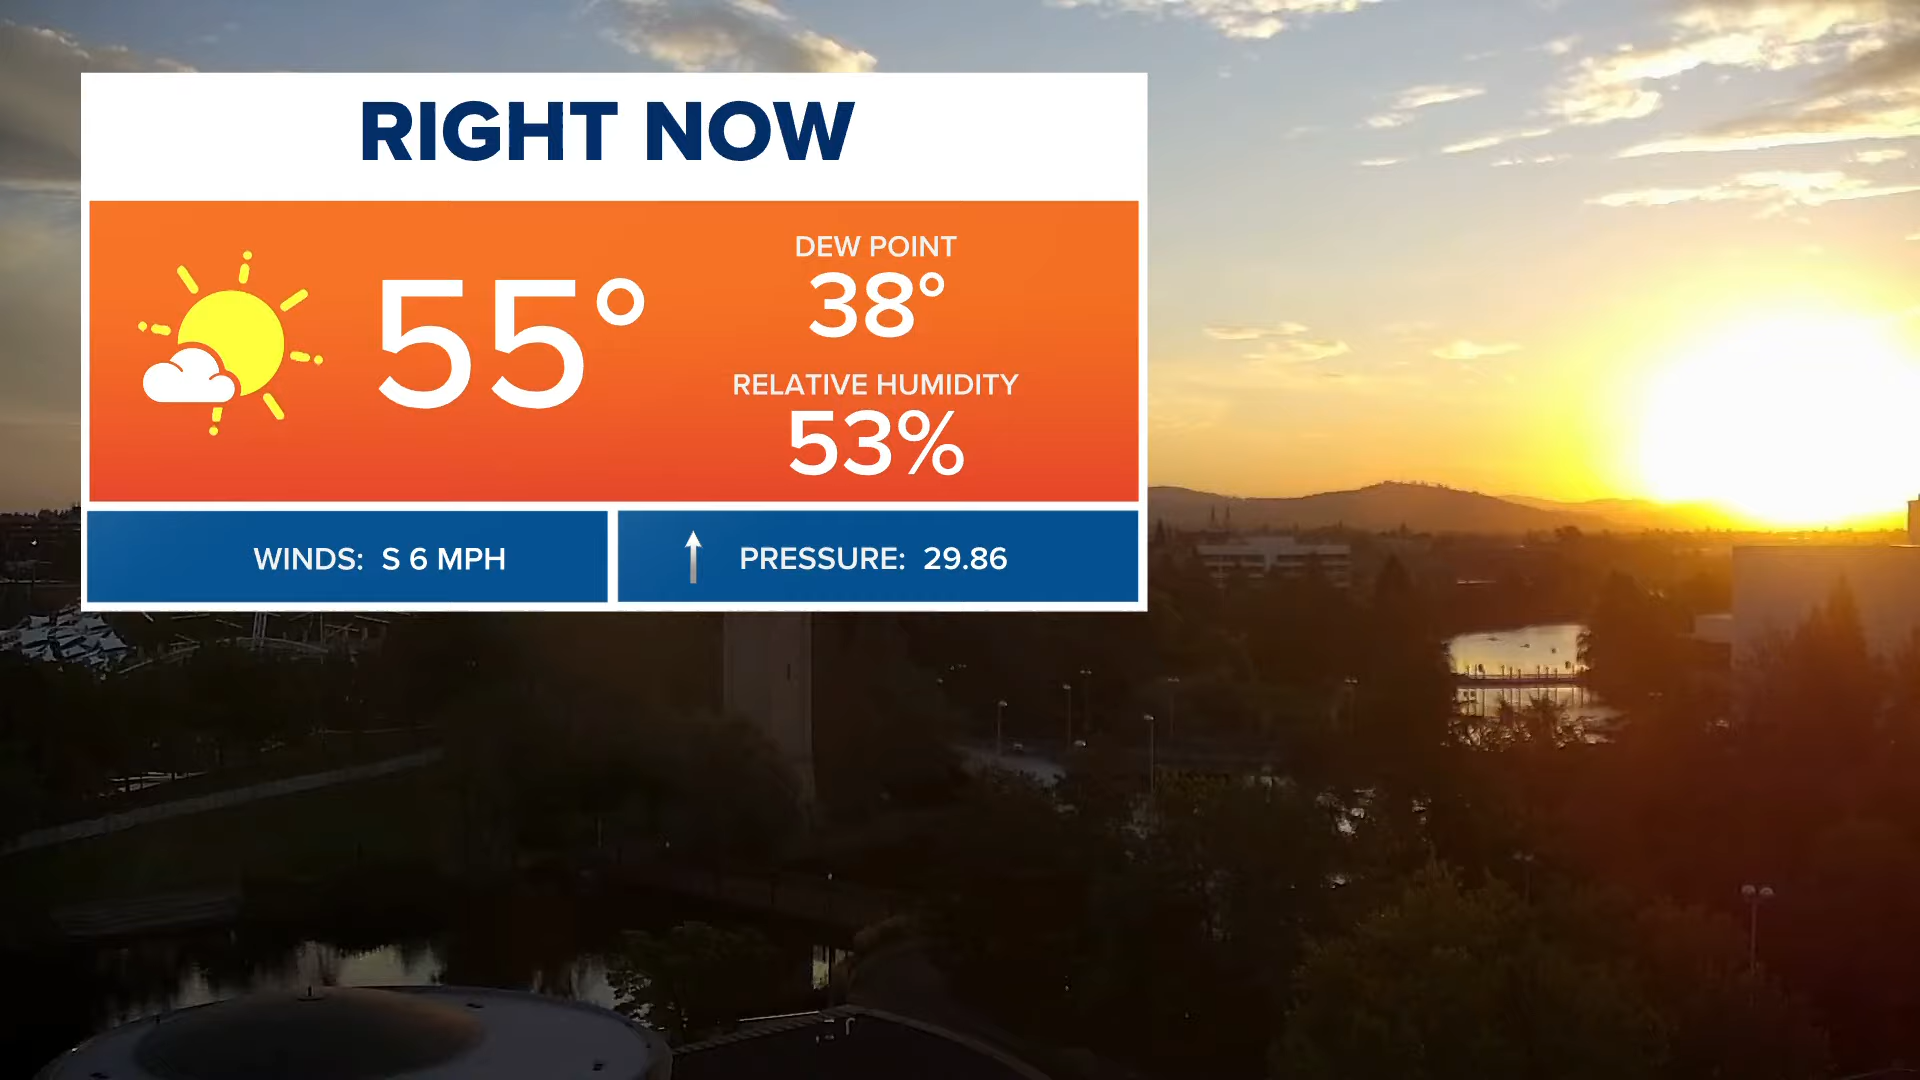 RIGHT NOW
55°
DEW POINT
38°
RELATIVE HUMIDITY
53%
WINDS: S 6 MPH
PRESSURE: 29.86